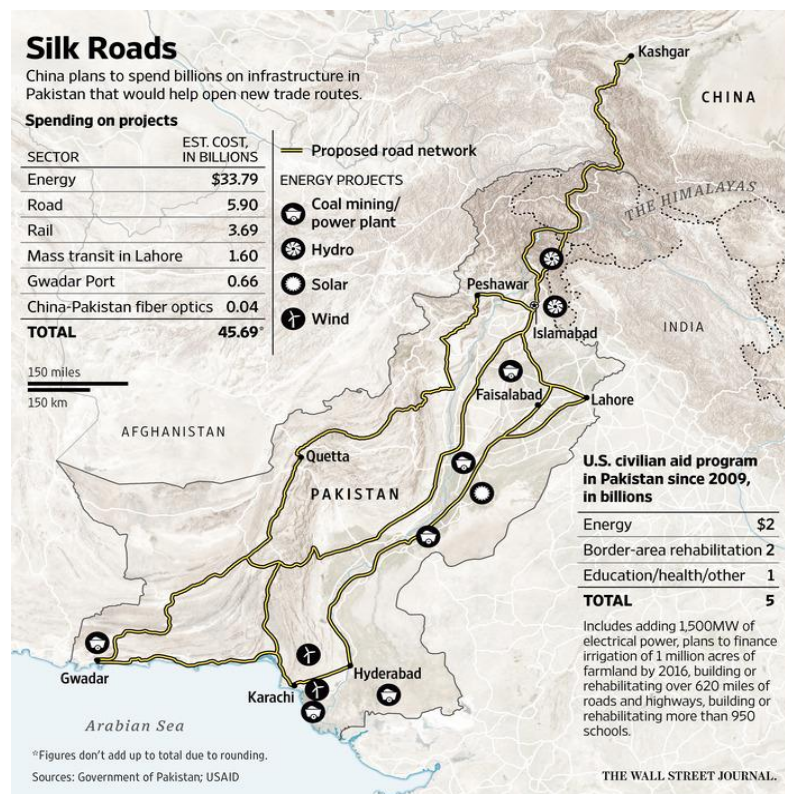 Silk Roads
China plans to spend billions on infrastructure in
Pakistan that would help open new trade routes.
Spending on projects
SECTOR EST. COST, IN BILLIONS
Energy $33.79
Road 5.90
Rail 3.69
Mass transit in Lahore 1.60
Gwadar Port 0.66
China-Pakistan fiber optics 0.04
TOTAL 45.69*
150 miles
150 km
Proposed road network
ENERGY PROJECTS
Coal mining/
power plant
Hydro
Solar
Wind
Kashgar
CHINA
THE HIMALAYAS
Peshawar
Islamabad
INDIA
Faisalabad
Lahore
AFGHANISTAN
Quetta
PAKISTAN
Gwadar
Karachi
Hyderabad
Arabian Sea
U.S. civilian aid program
in Pakistan since 2009,
in billions
Energy $2
Border-area rehabilitation 2
Education/health/other 1
TOTAL 5
Includes adding 1,500MW of
electrical power, plans to finance
irrigation of 1 million acres of
farmland by 2016, building or
rehabilitating over 620 miles of
roads and highways, building or
rehabilitating more than 950
schools.
*Figures don't add up to total due to rounding.
Sources: Government of Pakistan; USAID
THE WALL STREET JOURNAL.